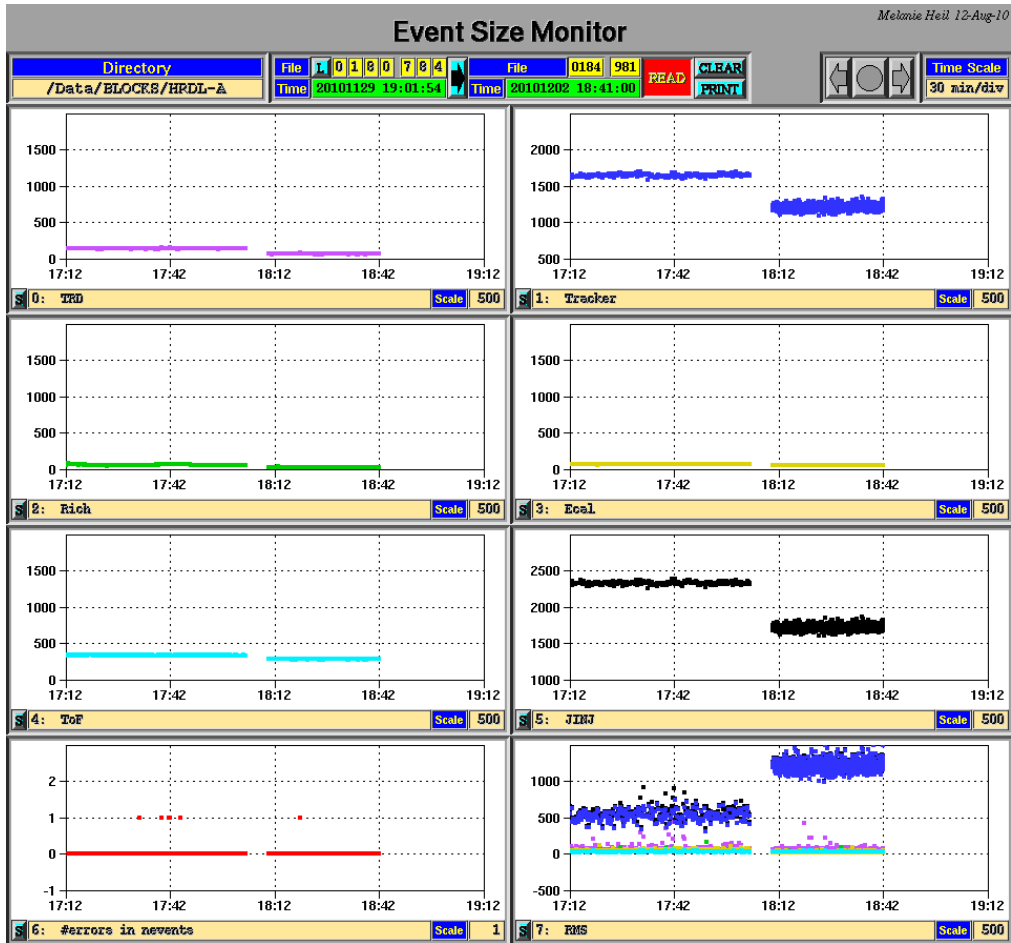 Melanie Heil 12-Aug-10
Event Size Monitor
Directory
/Data/BLOCKS/HRDL-A
File L 0 1 8 0 7 8 4
Time 20101129 19:01:54
File 0184 981
Time 20101202 18:41:00
READ
CLEAR
PRINT
Time Scale
30 min/div
1500
1000
500
0
17:12 17:42 18:12 18:42 19:12
S 0: TRD Scale 500
2000
1500
1000
500
17:12 17:42 18:12 18:42 19:12
S 1: Tracker Scale 500
1500
1000
500
0
17:12 17:42 18:12 18:42 19:12
S 2: Rich Scale 500
1500
1000
500
0
17:12 17:42 18:12 18:42 19:12
S 3: Ecal Scale 500
1500
1000
500
0
17:12 17:42 18:12 18:42 19:12
S 4: ToF Scale 500
2500
2000
1500
1000
17:12 17:42 18:12 18:42 19:12
S 5: JINJ Scale 500
2
1
0
-1
17:12 17:42 18:12 18:42 19:12
S 6: #errors in nevents Scale 1
1000
500
0
-500
17:12 17:42 18:12 18:42 19:12
S 7: RMS Scale 500